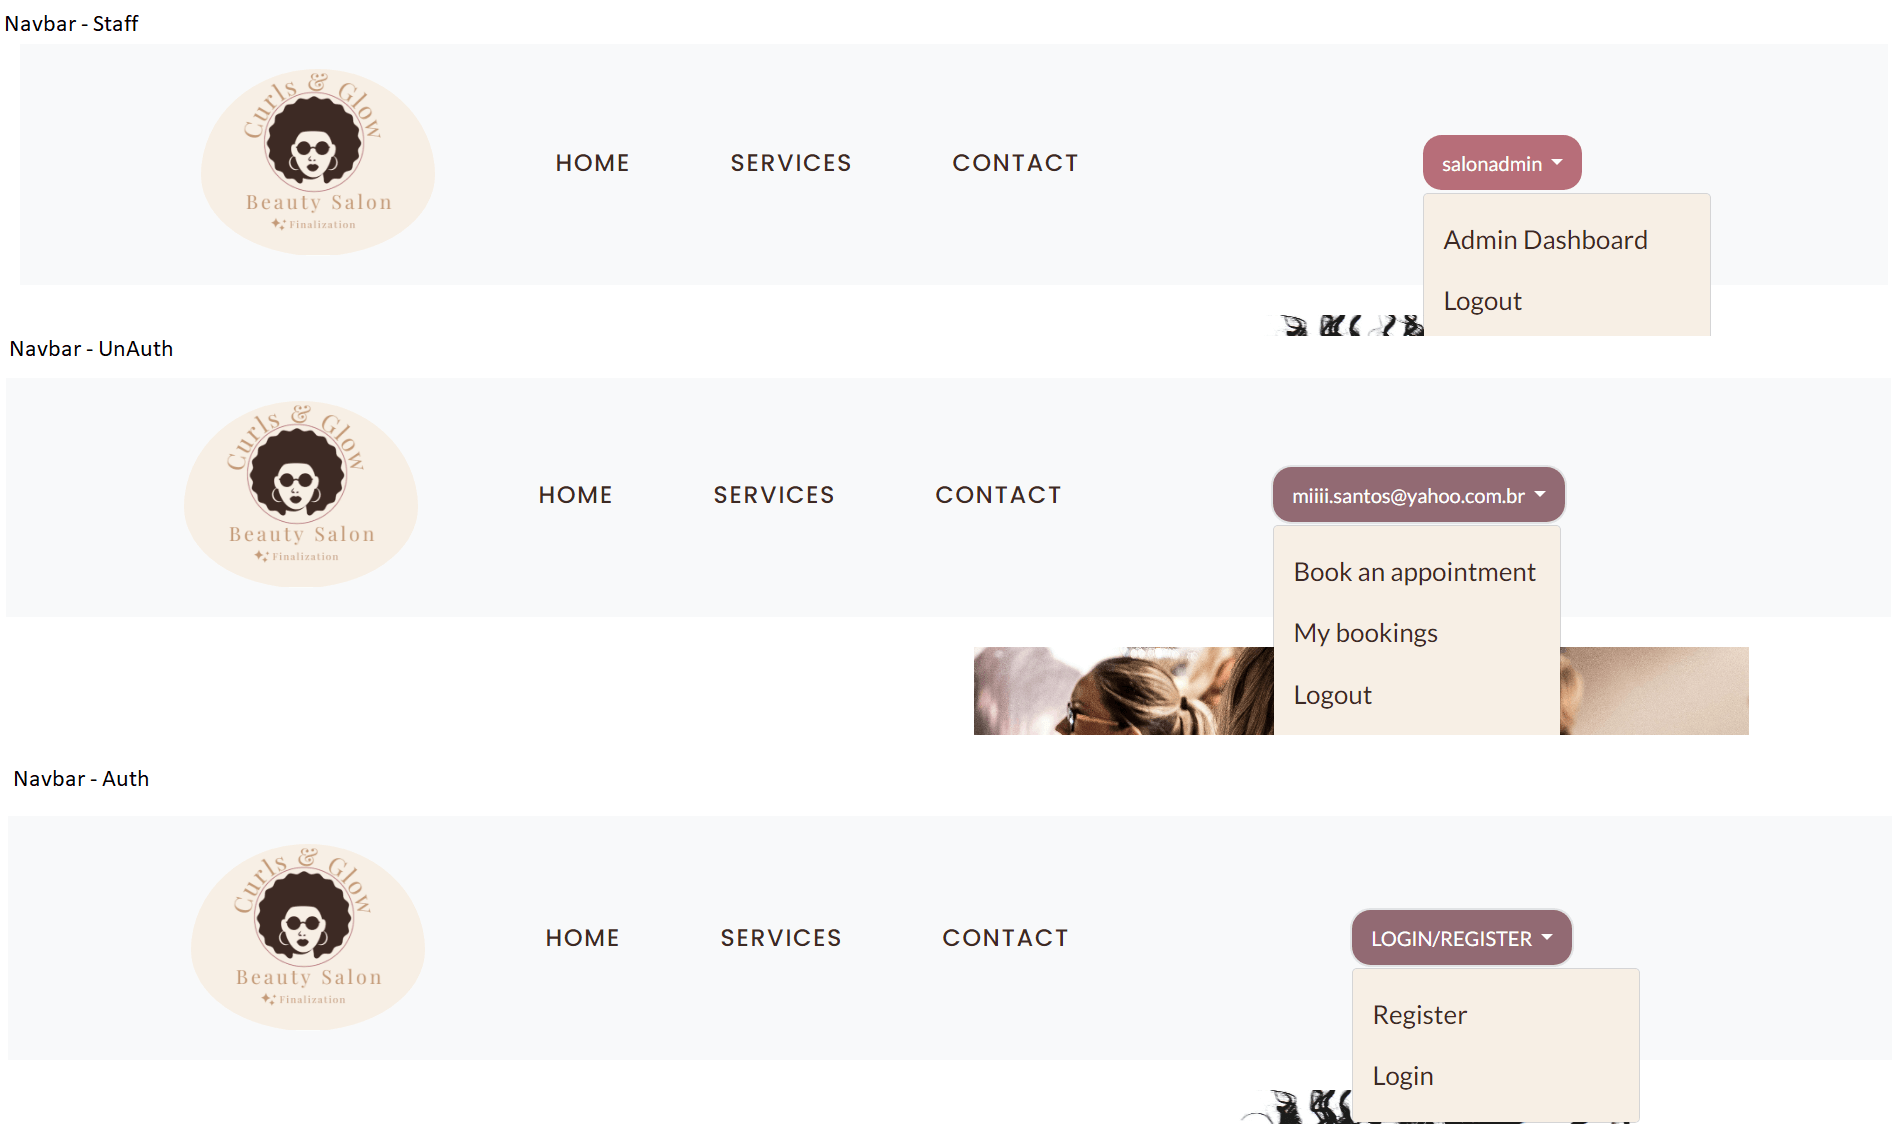 Navbar - Staff
Curls & Glow
Beauty Salon
Finalization
HOME SERVICES CONTACT
salonadmin
Admin Dashboard
Logout
Navbar - UnAuth
Curls & Glow
Beauty Salon
Finalization
HOME SERVICES CONTACT
miiii.santos@yahoo.com.br
Book an appointment
My bookings
Logout
Navbar - Auth
Curls & Glow
Beauty Salon
Finalization
HOME SERVICES CONTACT
LOGIN/REGISTER
Register
Login